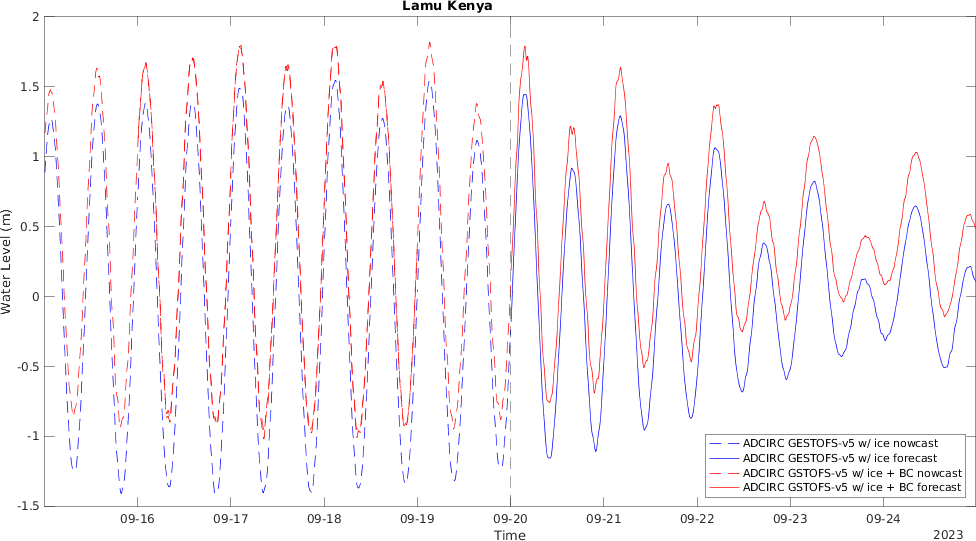 Lamu Kenya
2
1.5
1
0.5
0
-0.5
-1
-1.5
Water Level (m)
09-16
09-17
09-18
09-19
09-20
09-21
09-22
09-23
09-24
Time
2023
ADCIRC GESTOFS-v5 w/ ice nowcast
ADCIRC GESTOFS-v5 w/ ice forecast
ADCIRC GSTOFS-v5 w/ ice + BC nowcast
ADCIRC GSTOFS-v5 w/ ice + BC forecast